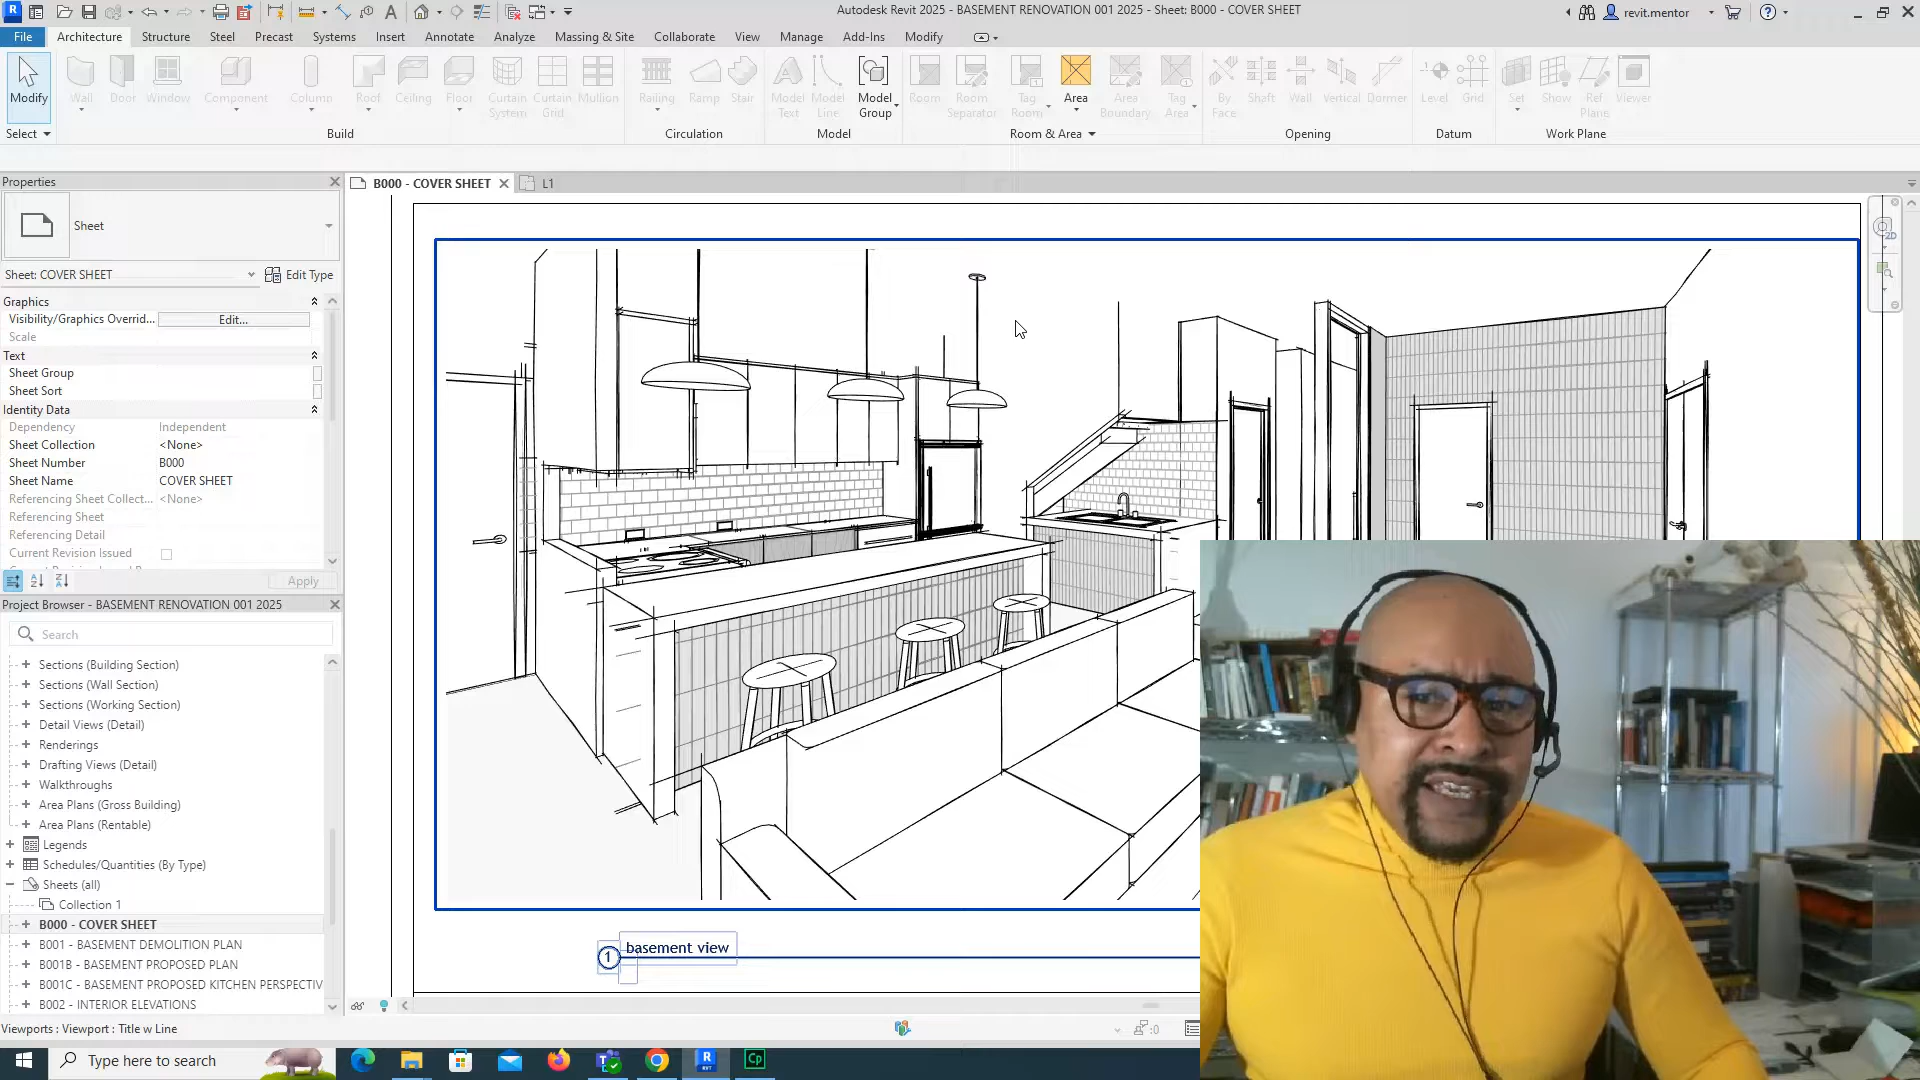 Autodesk Revit 2025 - BASEMENT RENOVATION 001 2025 - Sheet: B000 - COVER SHEET
revit.mentor
File Architecture Structure Steel Precast Systems Insert Annotate Analyze Massing & Site Collaborate View Manage Add-Ins Modify
Modify Wall Door Window Component Column Roof Ceiling Floor Curtain System Curtain Grid Mullion Railing Ramp Stair Model Text Model Line Model Group Room Room Separator Tag Room Area Area Boundary Tag Area By Face Shaft Wall Vertical Dormer Level Grid Set Show Ref Plane Viewer
Select Build Circulation Model Room & Area Opening Datum Work Plane
Properties
B000 - COVER SHEET L1
Sheet
Sheet: COVER SHEET Edit Type
Graphics
Visibility/Graphics Overrid... Edit...
Scale
Text
Sheet Group
Sheet Sort
Identity Data
Dependency Independent
Sheet Collection <None>
Sheet Number B000
Sheet Name COVER SHEET
Referencing Sheet Collect... <None>
Referencing Sheet
Referencing Detail
Current Revision Issued
Apply
Project Browser - BASEMENT RENOVATION 001 2025
Search
Sections (Building Section)
Sections (Wall Section)
Sections (Working Section)
Detail Views (Detail)
Renderings
Drafting Views (Detail)
Walkthroughs
Area Plans (Gross Building)
Area Plans (Rentable)
Legends
Schedules/Quantities (By Type)
Sheets (all)
Collection 1
B000 - COVER SHEET
B001 - BASEMENT DEMOLITION PLAN
B001B - BASEMENT PROPOSED PLAN
B001C - BASEMENT PROPOSED KITCHEN PERSPECTIV
B002 - INTERIOR ELEVATIONS
1 basement view
Viewports : Viewport : Title w Line
:0
Type here to search